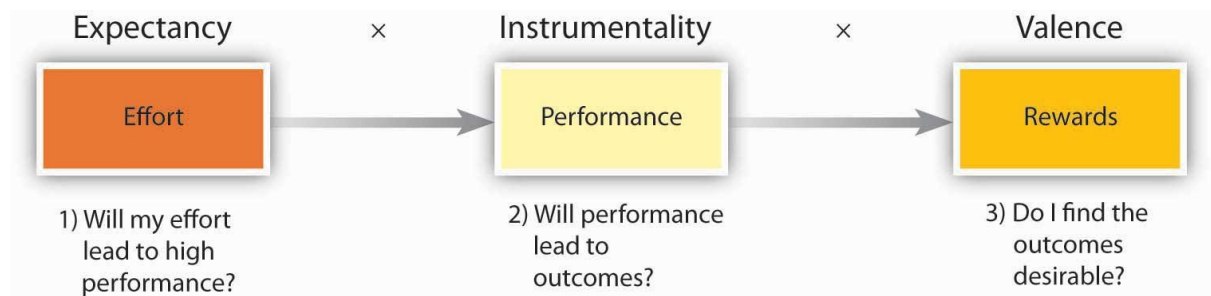 Expectancy × Instrumentality × Valence
Effort
Performance
Rewards
1) Will my effort
lead to high
performance?
2) Will performance
lead to
outcomes?
3) Do I find the
outcomes
desirable?